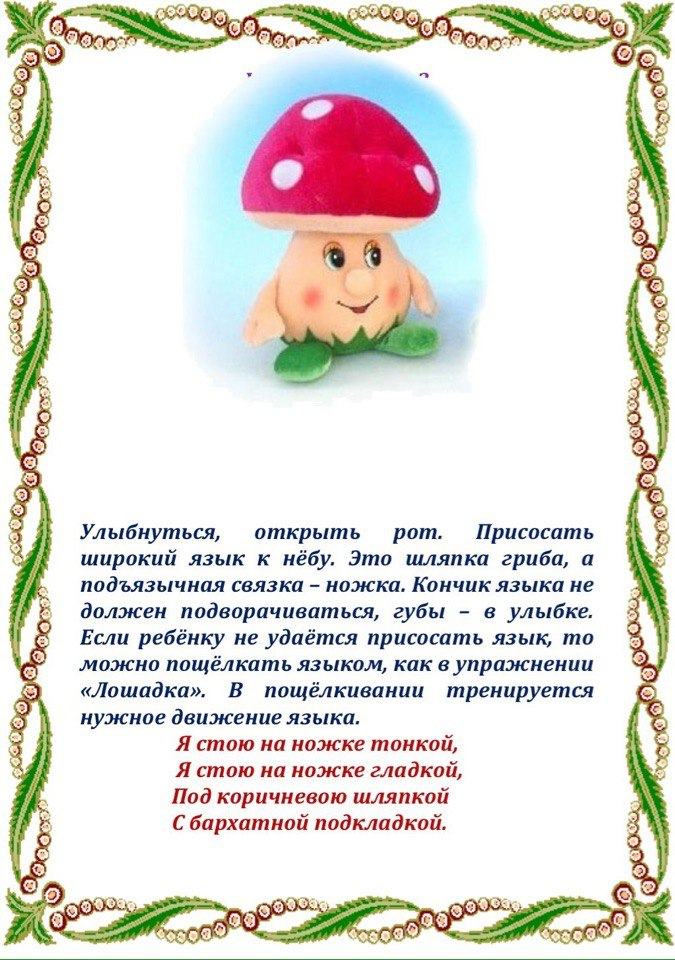 Улыбнуться, открыть рот. Присосать
широкий язык к нёбу. Это шляпка гриба, а
подъязычная связка – ножка. Кончик языка не
должен подворачиваться, губы – в улыбке.
Если ребёнку не удаётся присосать язык, то
можно пощёлкать языком, как в упражнении
«Лошадка». В пощёлкивании тренируется
нужное движение языка.
Я стою на ножке тонкой,
Я стою на ножке гладкой,
Под коричневою шляпкой
С бархатной подкладкой.